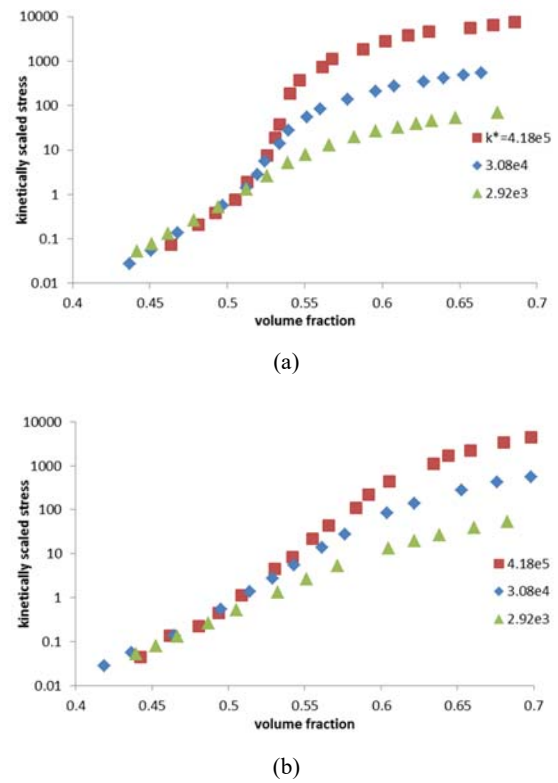 10000
1000
100
10
1
0.1
0.01
kinetically scaled stress
k*=4.18e5
3.08e4
2.92e3
0.4 0.45 0.5 0.55 0.6 0.65 0.7
volume fraction
(a)
10000
1000
100
10
1
0.1
0.01
kinetically scaled stress
4.18e5
3.08e4
2.92e3
0.4 0.45 0.5 0.55 0.6 0.65 0.7
volume fraction
(b)